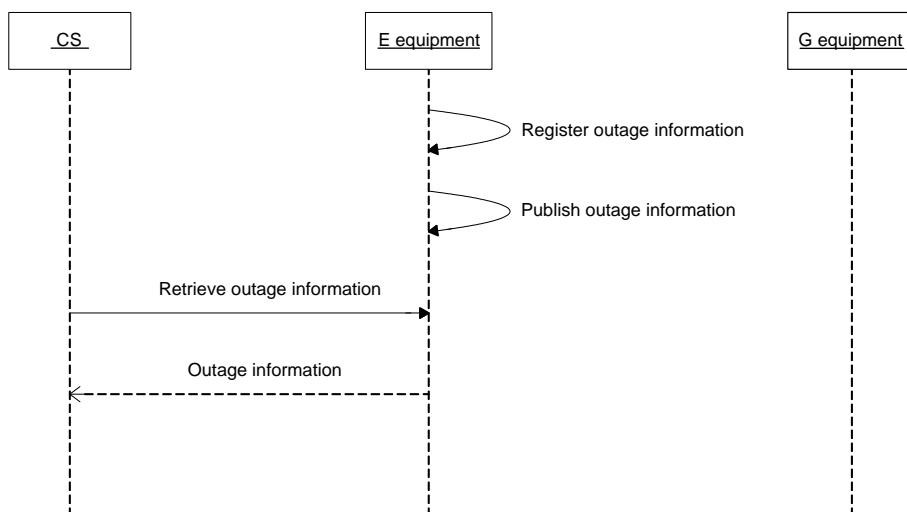 CS
E equipment
G equipment
Register outage information
Publish outage information
Retrieve outage information
Outage information